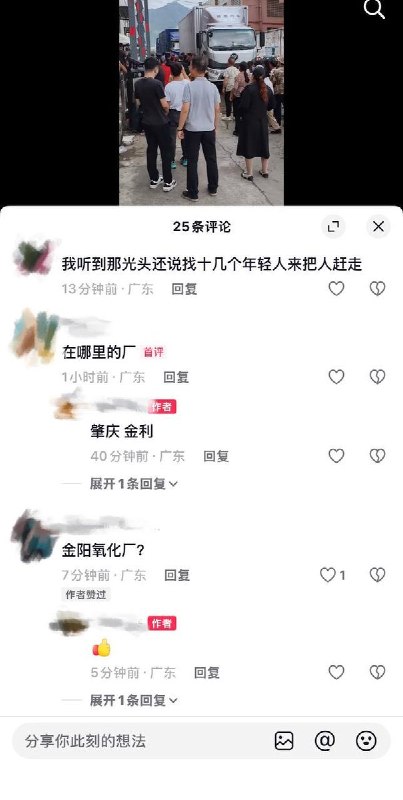 25条评论
我听到那光头还说找十几个年轻人来把人赶走
13分钟前·广东 回复
在哪里的厂 首评
1小时前·广东 回复
作者
肇庆 金利
40分钟前·广东 回复
展开1条回复
金阳氧化厂?
7分钟前·广东 回复 1
作者赞过
作者
👍
5分钟前·广东 回复
展开1条回复
分享你此刻的想法 @